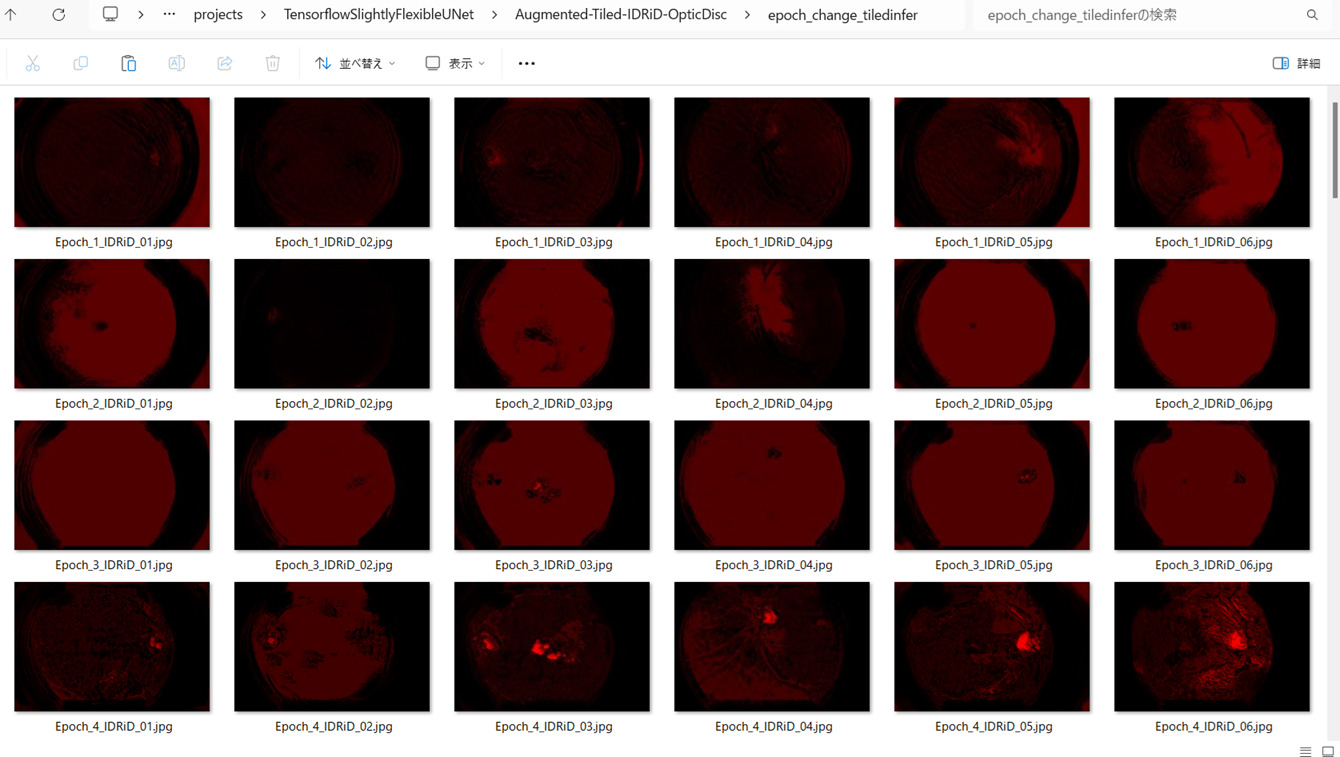 … projects > TensorflowSlightlyFlexibleUNet > Augmented-Tiled-IDRiD-OpticDisc > epoch_change_tiledinfer
epoch_change_tiledinferの検索
並べ替え
表示
詳細
Epoch_1_IDRiD_01.jpg Epoch_1_IDRiD_02.jpg Epoch_1_IDRiD_03.jpg Epoch_1_IDRiD_04.jpg Epoch_1_IDRiD_05.jpg Epoch_1_IDRiD_06.jpg
Epoch_2_IDRiD_01.jpg Epoch_2_IDRiD_02.jpg Epoch_2_IDRiD_03.jpg Epoch_2_IDRiD_04.jpg Epoch_2_IDRiD_05.jpg Epoch_2_IDRiD_06.jpg
Epoch_3_IDRiD_01.jpg Epoch_3_IDRiD_02.jpg Epoch_3_IDRiD_03.jpg Epoch_3_IDRiD_04.jpg Epoch_3_IDRiD_05.jpg Epoch_3_IDRiD_06.jpg
Epoch_4_IDRiD_01.jpg Epoch_4_IDRiD_02.jpg Epoch_4_IDRiD_03.jpg Epoch_4_IDRiD_04.jpg Epoch_4_IDRiD_05.jpg Epoch_4_IDRiD_06.jpg